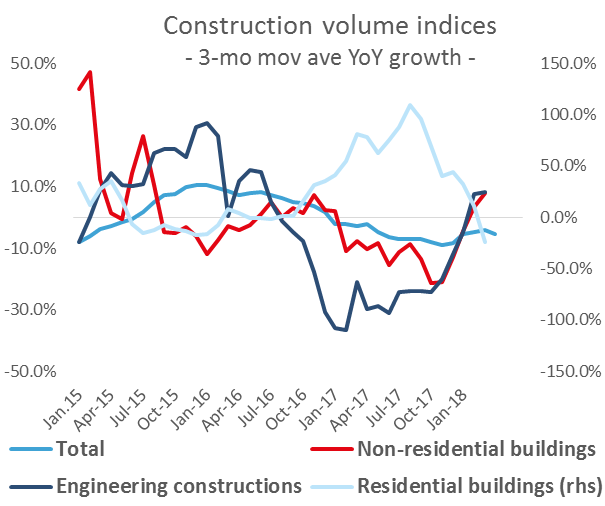 Construction volume indices
- 3-mo mov ave YoY growth -
50.0%
30.0%
10.0%
-10.0%
-30.0%
-50.0%
150.0%
100.0%
50.0%
0.0%
-50.0%
-100.0%
-150.0%
Jan.15
Apr-15
Jul-15
Oct-15
Jan-16
Apr-16
Jul-16
Oct-16
Jan-17
Apr-17
Jul-17
Oct-17
Jan-18
Total
Non-residential buildings
Engineering constructions
Residential buildings (rhs)